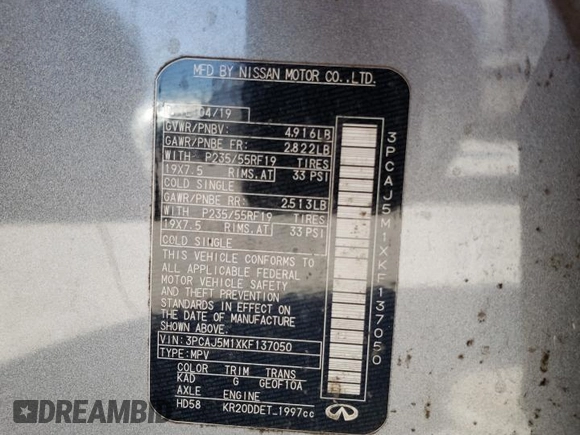 MFD BY NISSAN MOTOR CO.,LTD.
04/19
GVWR/PNBV: 4,916LB
GAWR/PNBE FR: 2,822LB
WITH P235/55RF19 TIRES
19X7.5 RIMS,AT 33 PSI
COLD SINGLE
GAWR/PNBE RR: 2,513LB
WITH P235/55RF19 TIRES
19X7.5 RIMS,AT 33 PSI
COLD SINGLE
THIS VEHICLE CONFORMS TO
ALL APPLICABLE FEDERAL
MOTOR VEHICLE SAFETY
AND THEFT PREVENTION
STANDARDS IN EFFECT ON
THE DATE OF MANUFACTURE
SHOWN ABOVE.
VIN: 3PCAJ5M1XKF137050
TYPE: MPV
COLOR TRIM TRANS
KAD G GEOF10A
AXLE ENGINE
HD58 KR20DDET_1997cc
INFINITI
3PCAJ5M1XKF137050
DREAMBID.COM